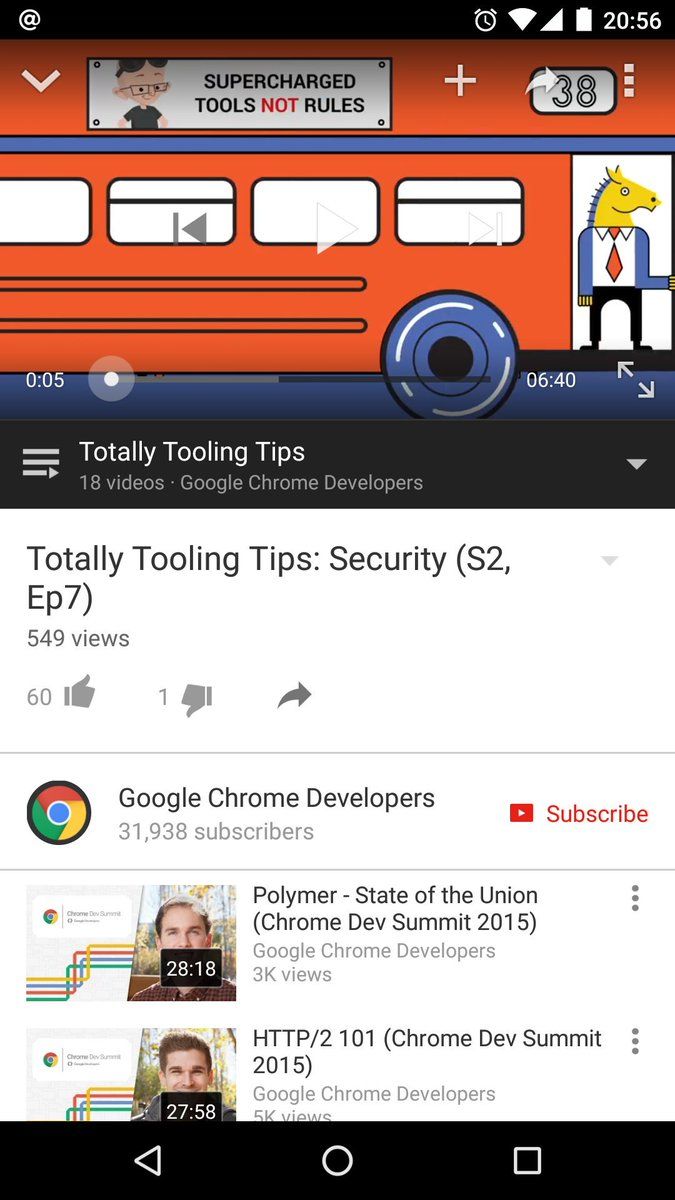 @ 20:56
SUPERCHARGED
TOOLS NOT RULES
38
0:05
06:40
Totally Tooling Tips
18 videos · Google Chrome Developers
Totally Tooling Tips: Security (S2,
Ep7)
549 views
60
1
Google Chrome Developers
31,938 subscribers
Subscribe
Chrome Dev Summit
28:18
Polymer - State of the Union
(Chrome Dev Summit 2015)
Google Chrome Developers
3K views
Chrome Dev Summit
27:58
HTTP/2 101 (Chrome Dev Summit
2015)
Google Chrome Developers
5K views